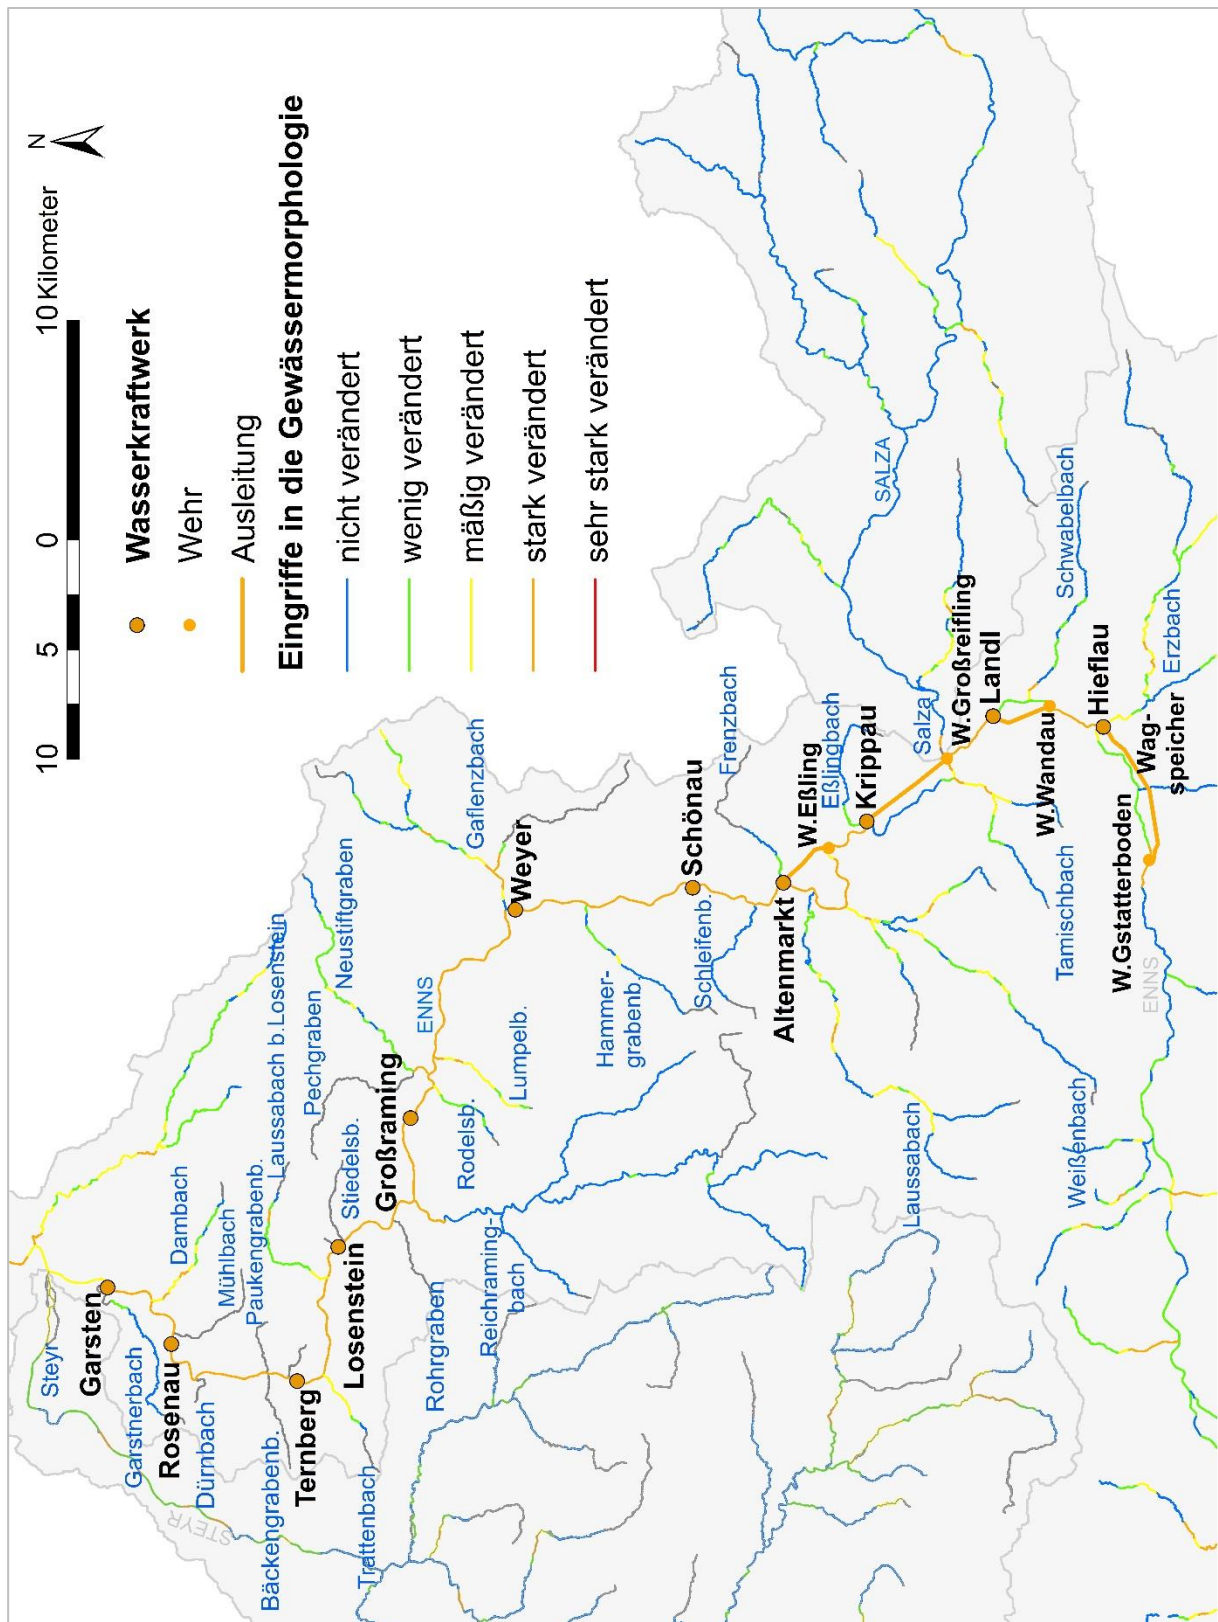 N
10
5
0
10 Kilometer
Wasserkraftwerk
Wehr
Ausleitung
Eingriffe in die Gewässermorphologie
nicht verändert
wenig verändert
mäßig verändert
stark verändert
sehr stark verändert
Steyr
Garsten
Garstnerbach
Rosenau
Dürnbach
STEYR
Bäckengrabenb.
Ternberg
Trattenbach
Dambach
Mühlbach
Paukengrabenb.
Laussabach b.Losenstein
Pechgraben
Neustiftgraben
Stiedelsb.
Losenstein
Großraming
Rohrgraben
Reichraming-
bach
Rodelsb.
Lumpelb.
ENNS
Gaflenzbach
Weyer
Hammer-
grabenb.
Schleifenb.
Schönau
Frenzbach
Altenmarkt
W.Eßling
Eßlingbach
Krippau
Laussabach
Salza
SALZA
W.Großreifling
Landl
W.Wandau
Schwabelbach
Tamischbach
Weißenbach
W.Gstatterboden
ENNS
Hieflau
Wag-
speicher
Erzbach